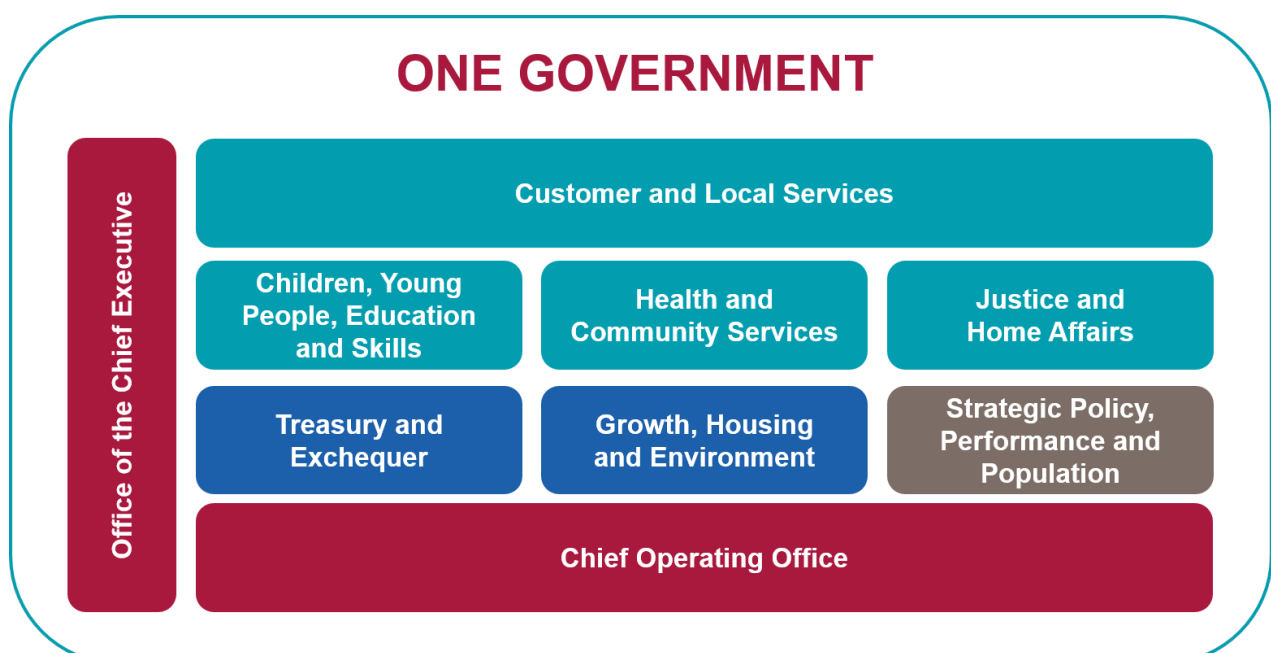 ONE GOVERNMENT
Office of the Chief Executive
Customer and Local Services
Children, Young
People, Education
and Skills
Health and
Community Services
Justice and
Home Affairs
Treasury and
Exchequer
Growth, Housing
and Environment
Strategic Policy,
Performance and
Population
Chief Operating Office